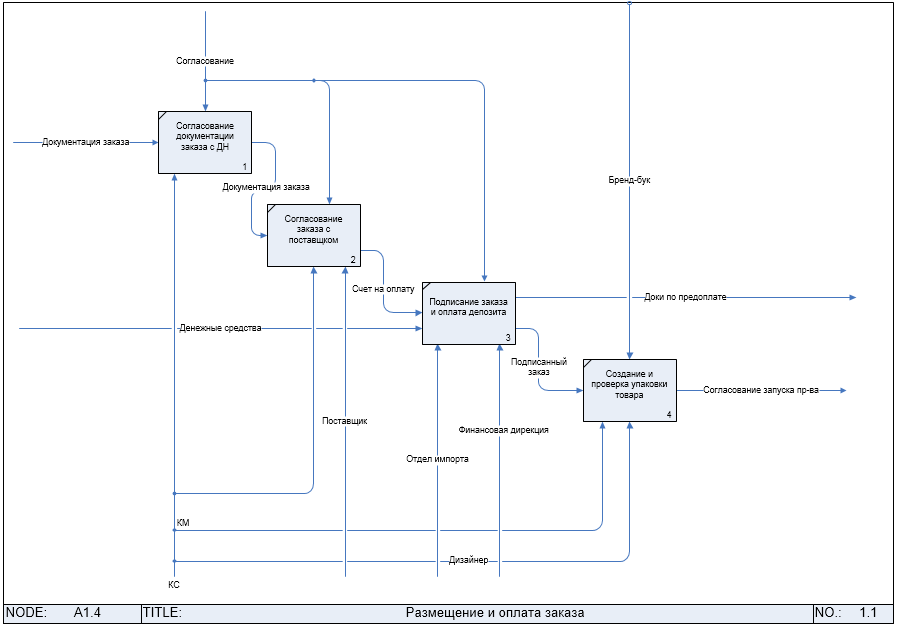 Согласование
Согласование
документации
заказа с ДН
1
Документация заказа
Документация заказа
Бренд-бук
Согласование
заказа с
поставщком
2
Счет на оплату
Доки по предоплате
Подписание заказа
и оплата депозита
3
Денежные средства
Подписанный
заказ
Создание и
проверка упаковки
товара
4
Согласование запуска пр-ва
Поставщик
Финансовая дирекция
Отдел импорта
КМ
Дизайнер
КС
NODE: A1.4 TITLE: Размещение и оплата заказа NO.: 1.1